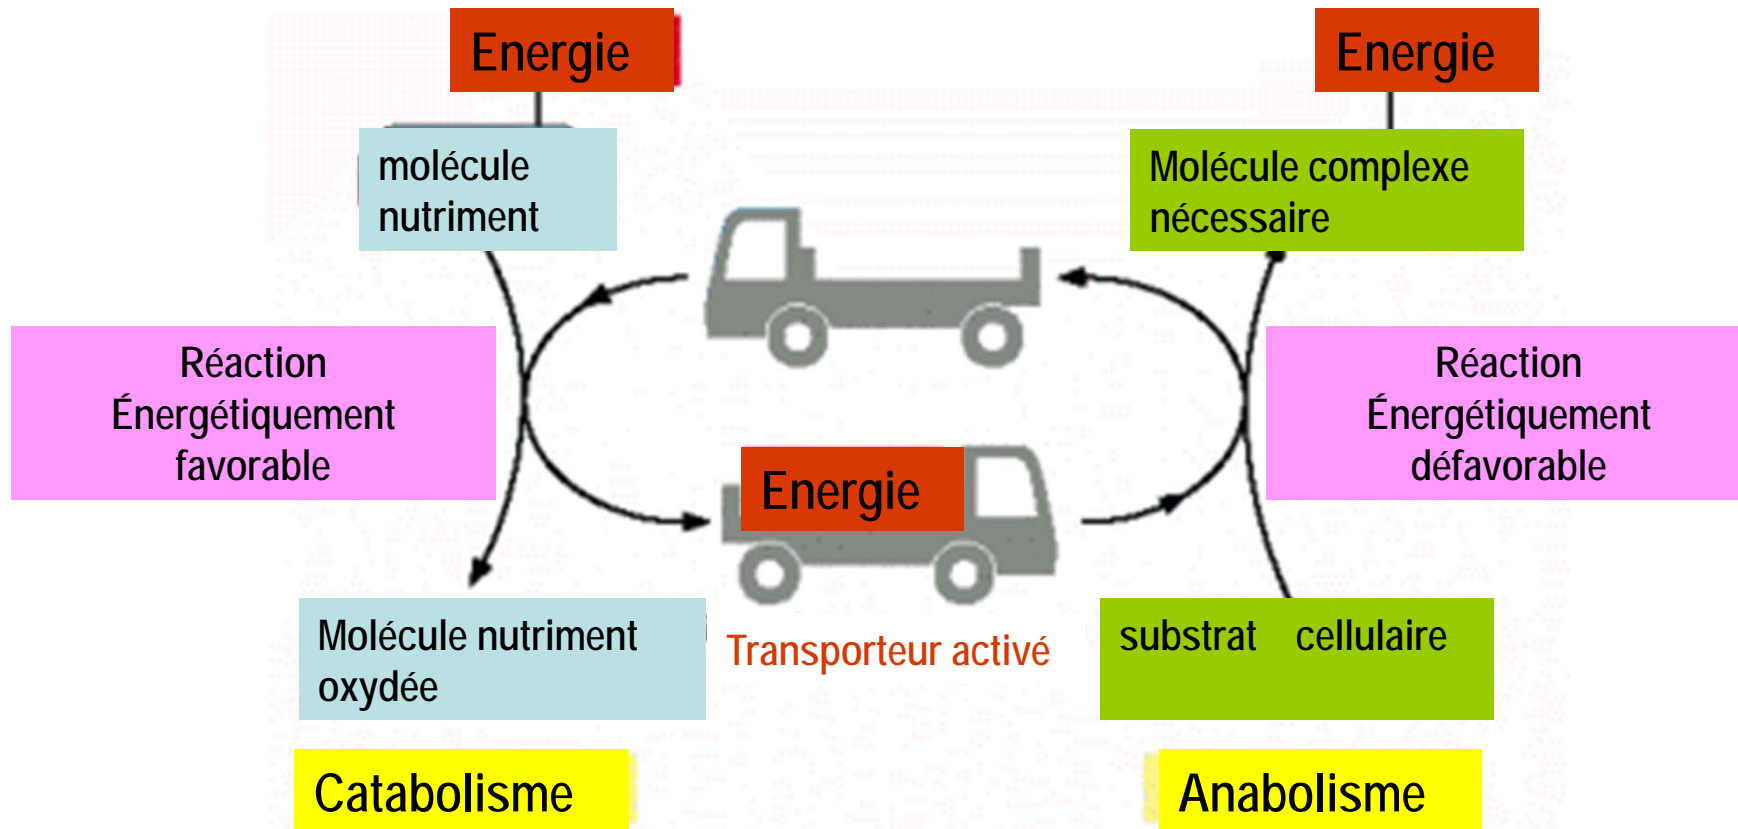 Energie
Energie
molécule
nutriment
Molécule complexe
nécessaire
Réaction
Énergétiquement
favorable
Réaction
Énergétiquement
défavorable
Energie
Molécule nutriment
oxydée
Transporteur activé
substrat cellulaire
Catabolisme
Anabolisme